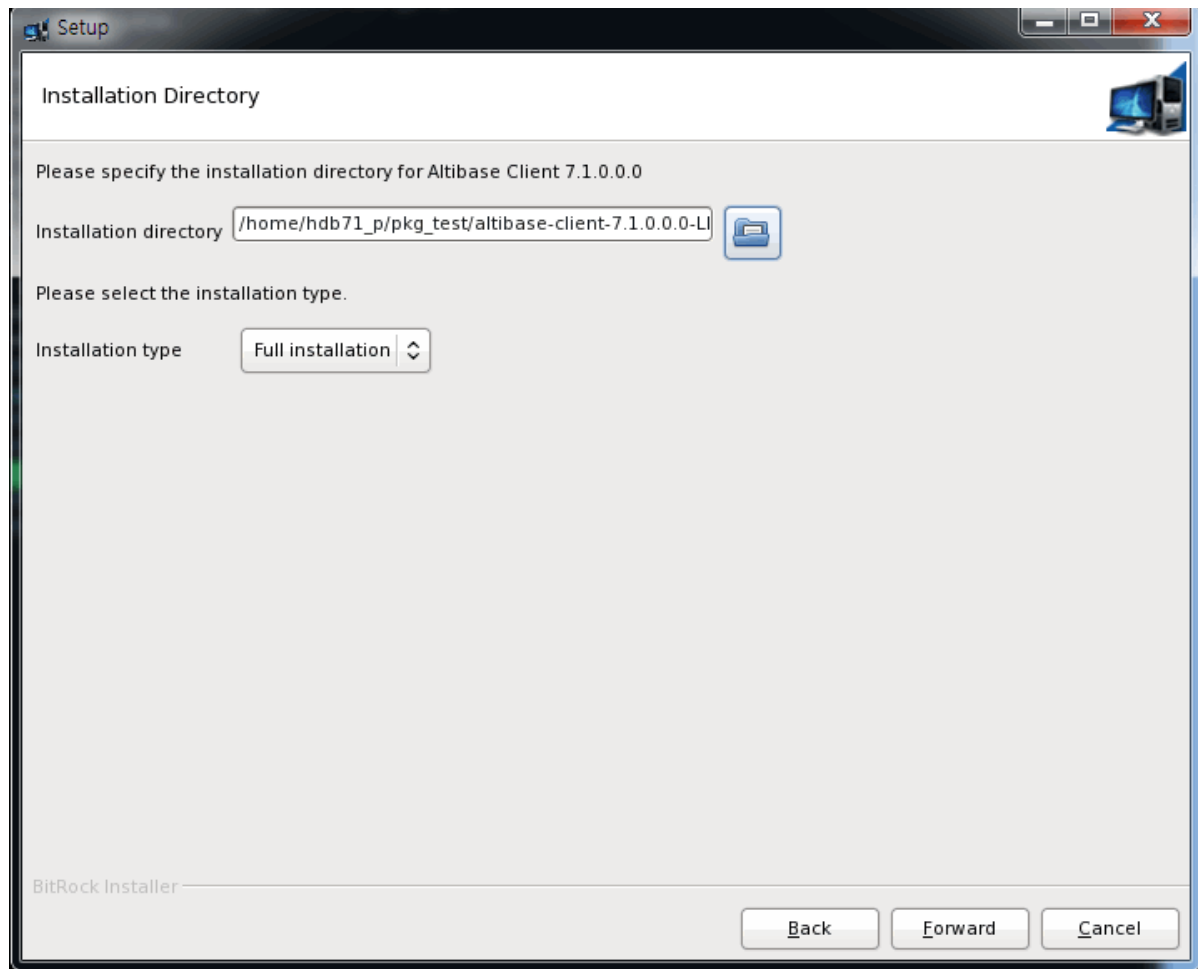 Setup
Installation Directory
Please specify the installation directory for Altibase Client 7.1.0.0.0
Installation directory /home/hdb71_p/pkg_test/altibase-client-7.1.0.0.0-LI
Please select the installation type.
Installation type Full installation
BitRock Installer
Back Forward Cancel